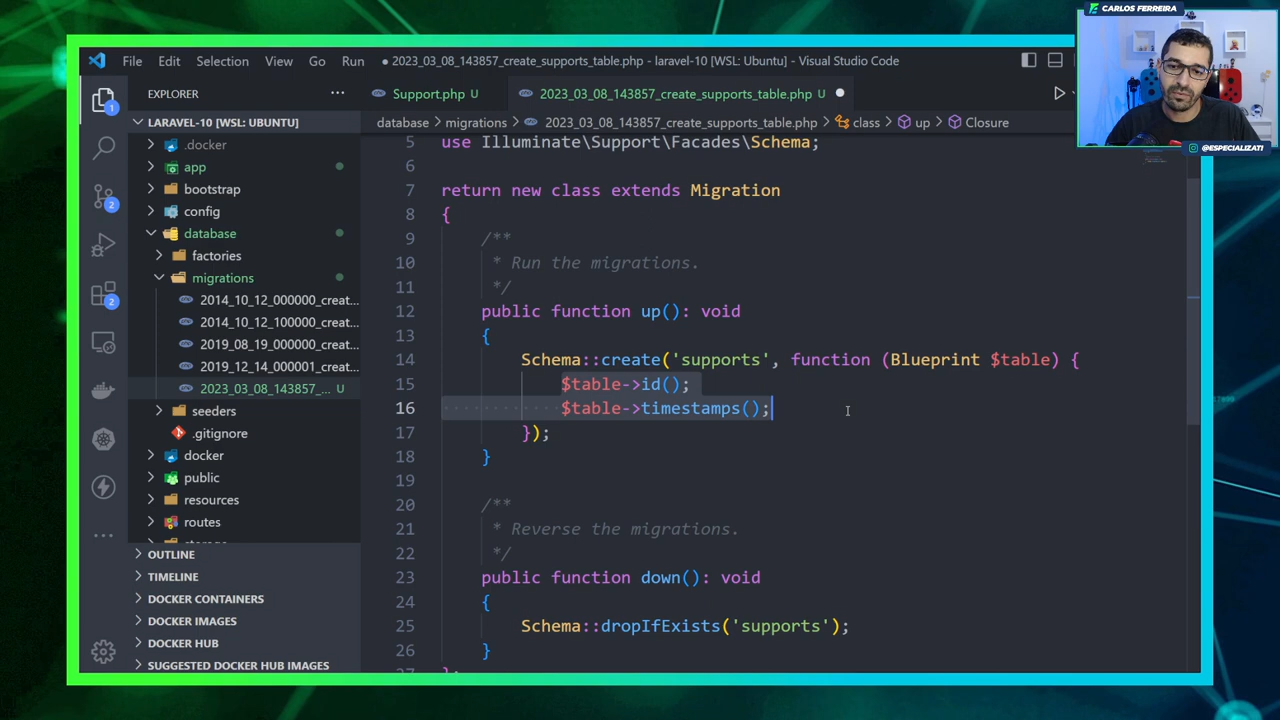 CARLOS FERREIRA
@ESPECIALIZATI
File Edit Selection View Go Run
● 2023_03_08_143857_create_supports_table.php - laravel-10 [WSL: Ubuntu] - Visual Studio Code
EXPLORER ...
Support.php U
2023_03_08_143857_create_supports_table.php U ●
LARAVEL-10 [WSL: UBUNTU]
database > migrations > 2023_03_08_143857_create_supports_table.php > class > up > Closure
.docker
app
bootstrap
config
database
factories
migrations
2014_10_12_000000_creat...
2014_10_12_100000_creat...
2019_08_19_000000_creat...
2019_12_14_000001_creat...
2023_03_08_143857_... U
seeders
.gitignore
docker
public
resources
routes
OUTLINE
TIMELINE
DOCKER CONTAINERS
DOCKER IMAGES
DOCKER HUB
SUGGESTED DOCKER HUB IMAGES
1
2
2
5 use Illuminate\Support\Facades\Schema;
6
7 return new class extends Migration
8 {
9 /**
10 * Run the migrations.
11 */
12 public function up(): void
13 {
14 Schema::create('supports', function (Blueprint $table) {
15 $table->id();
16 $table->timestamps();
17 });
18 }
19
20 /**
21 * Reverse the migrations.
22 */
23 public function down(): void
24 {
25 Schema::dropIfExists('supports');
26 }